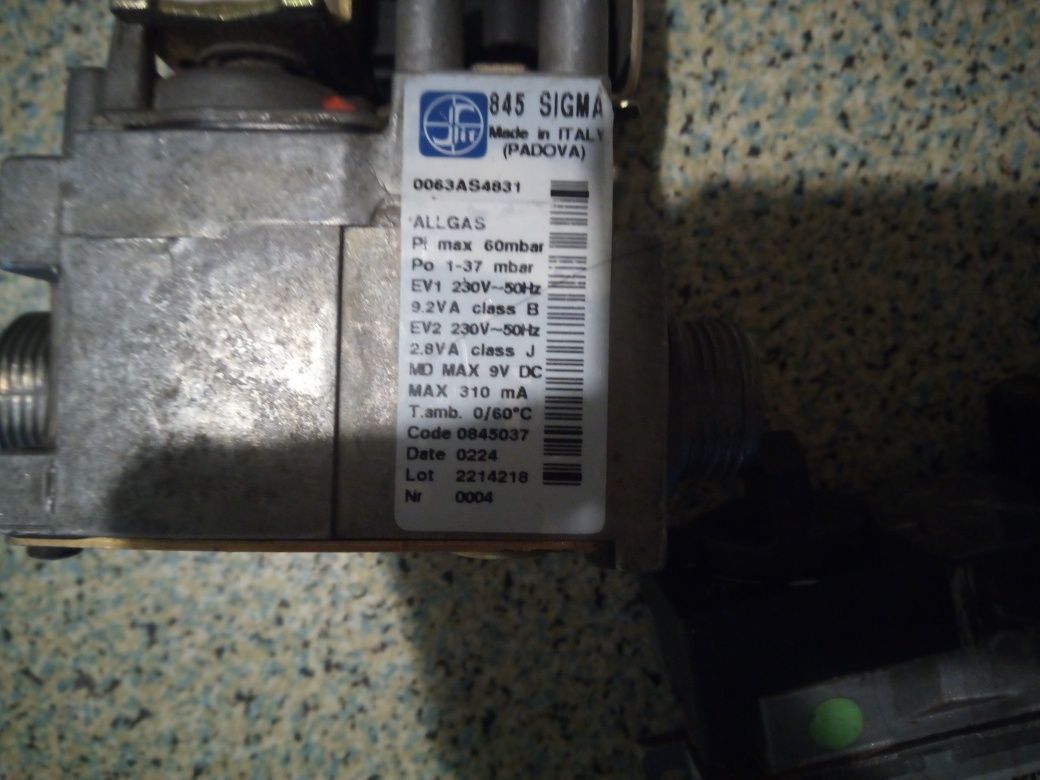 sit
845 SIGMA
Made in ITALY
(PADOVA)
0063AS4831
ALLGAS
Pi max 60mbar
Po 1-37 mbar
EV1 230V~50Hz
9.2VA class B
EV2 230V~50Hz
2.8VA class J
MD MAX 9V DC
MAX 310 mA
T.amb. 0/60°C
Code 0845037
Date 0224
Lot 2214218
Nr 0004